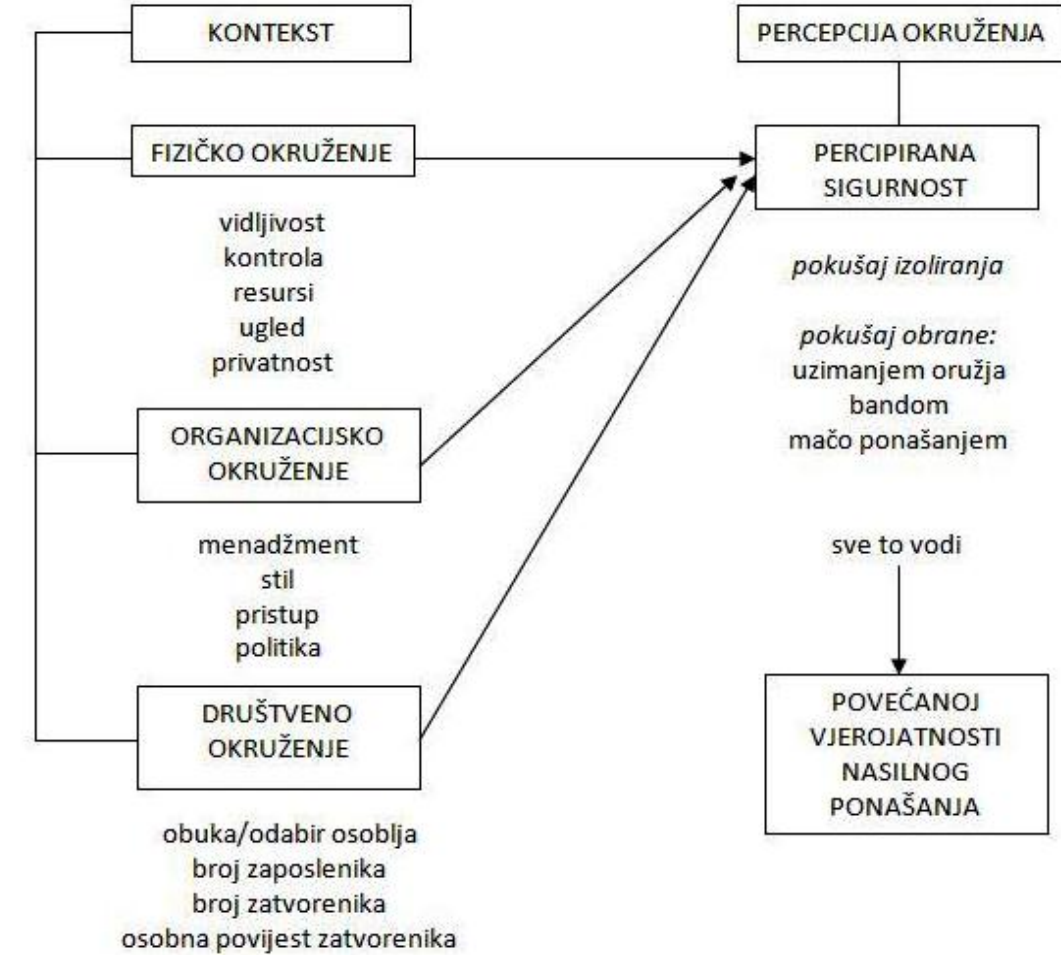 KONTEKST
FIZIČKO OKRUŽENJE
vidljivost
kontrola
resursi
ugled
privatnost
ORGANIZACIJSKO
OKRUŽENJE
menadžment
stil
pristup
politika
DRUŠTVENO
OKRUŽENJE
obuka/odabir osoblja
broj zaposlenika
broj zatvorenika
osobna povijest zatvorenika
PERCEPCIJA OKRUŽENJA
PERCIPIRANA
SIGURNOST
pokušaj izoliranja
pokušaj obrane:
uzimanjem oružja
bandom
mačo ponašanjem
sve to vodi
POVEĆANOJ
VJEROJATNOSTI
NASILNOG
PONAŠANJA